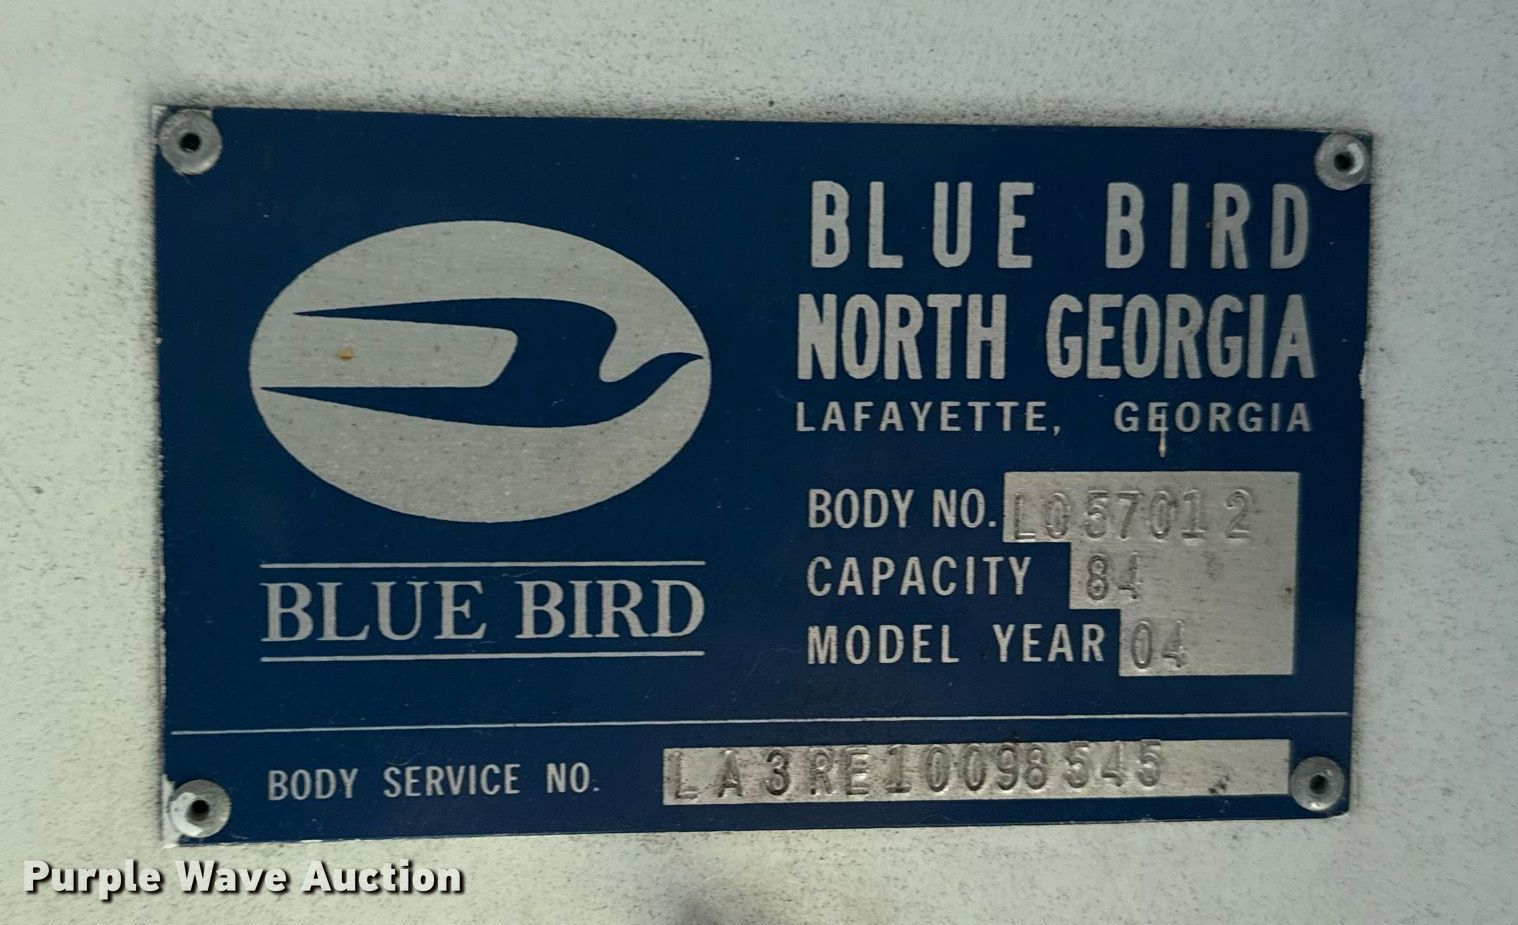 BLUE BIRD
NORTH GEORGIA
LAFAYETTE, GEORGIA
BODY NO. L057012
CAPACITY 84
MODEL YEAR 04
BLUE BIRD
BODY SERVICE NO. LA3RE10098545
Purple Wave Auction